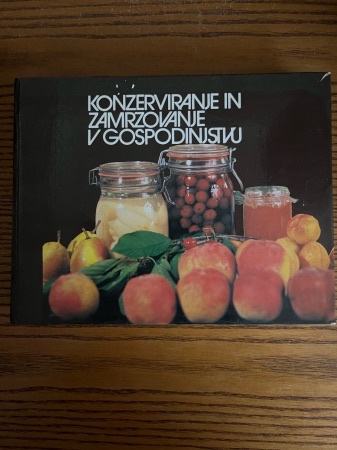 KONZERVIRANJE IN
ZAMRZOVANJE
V GOSPODINJSTVU